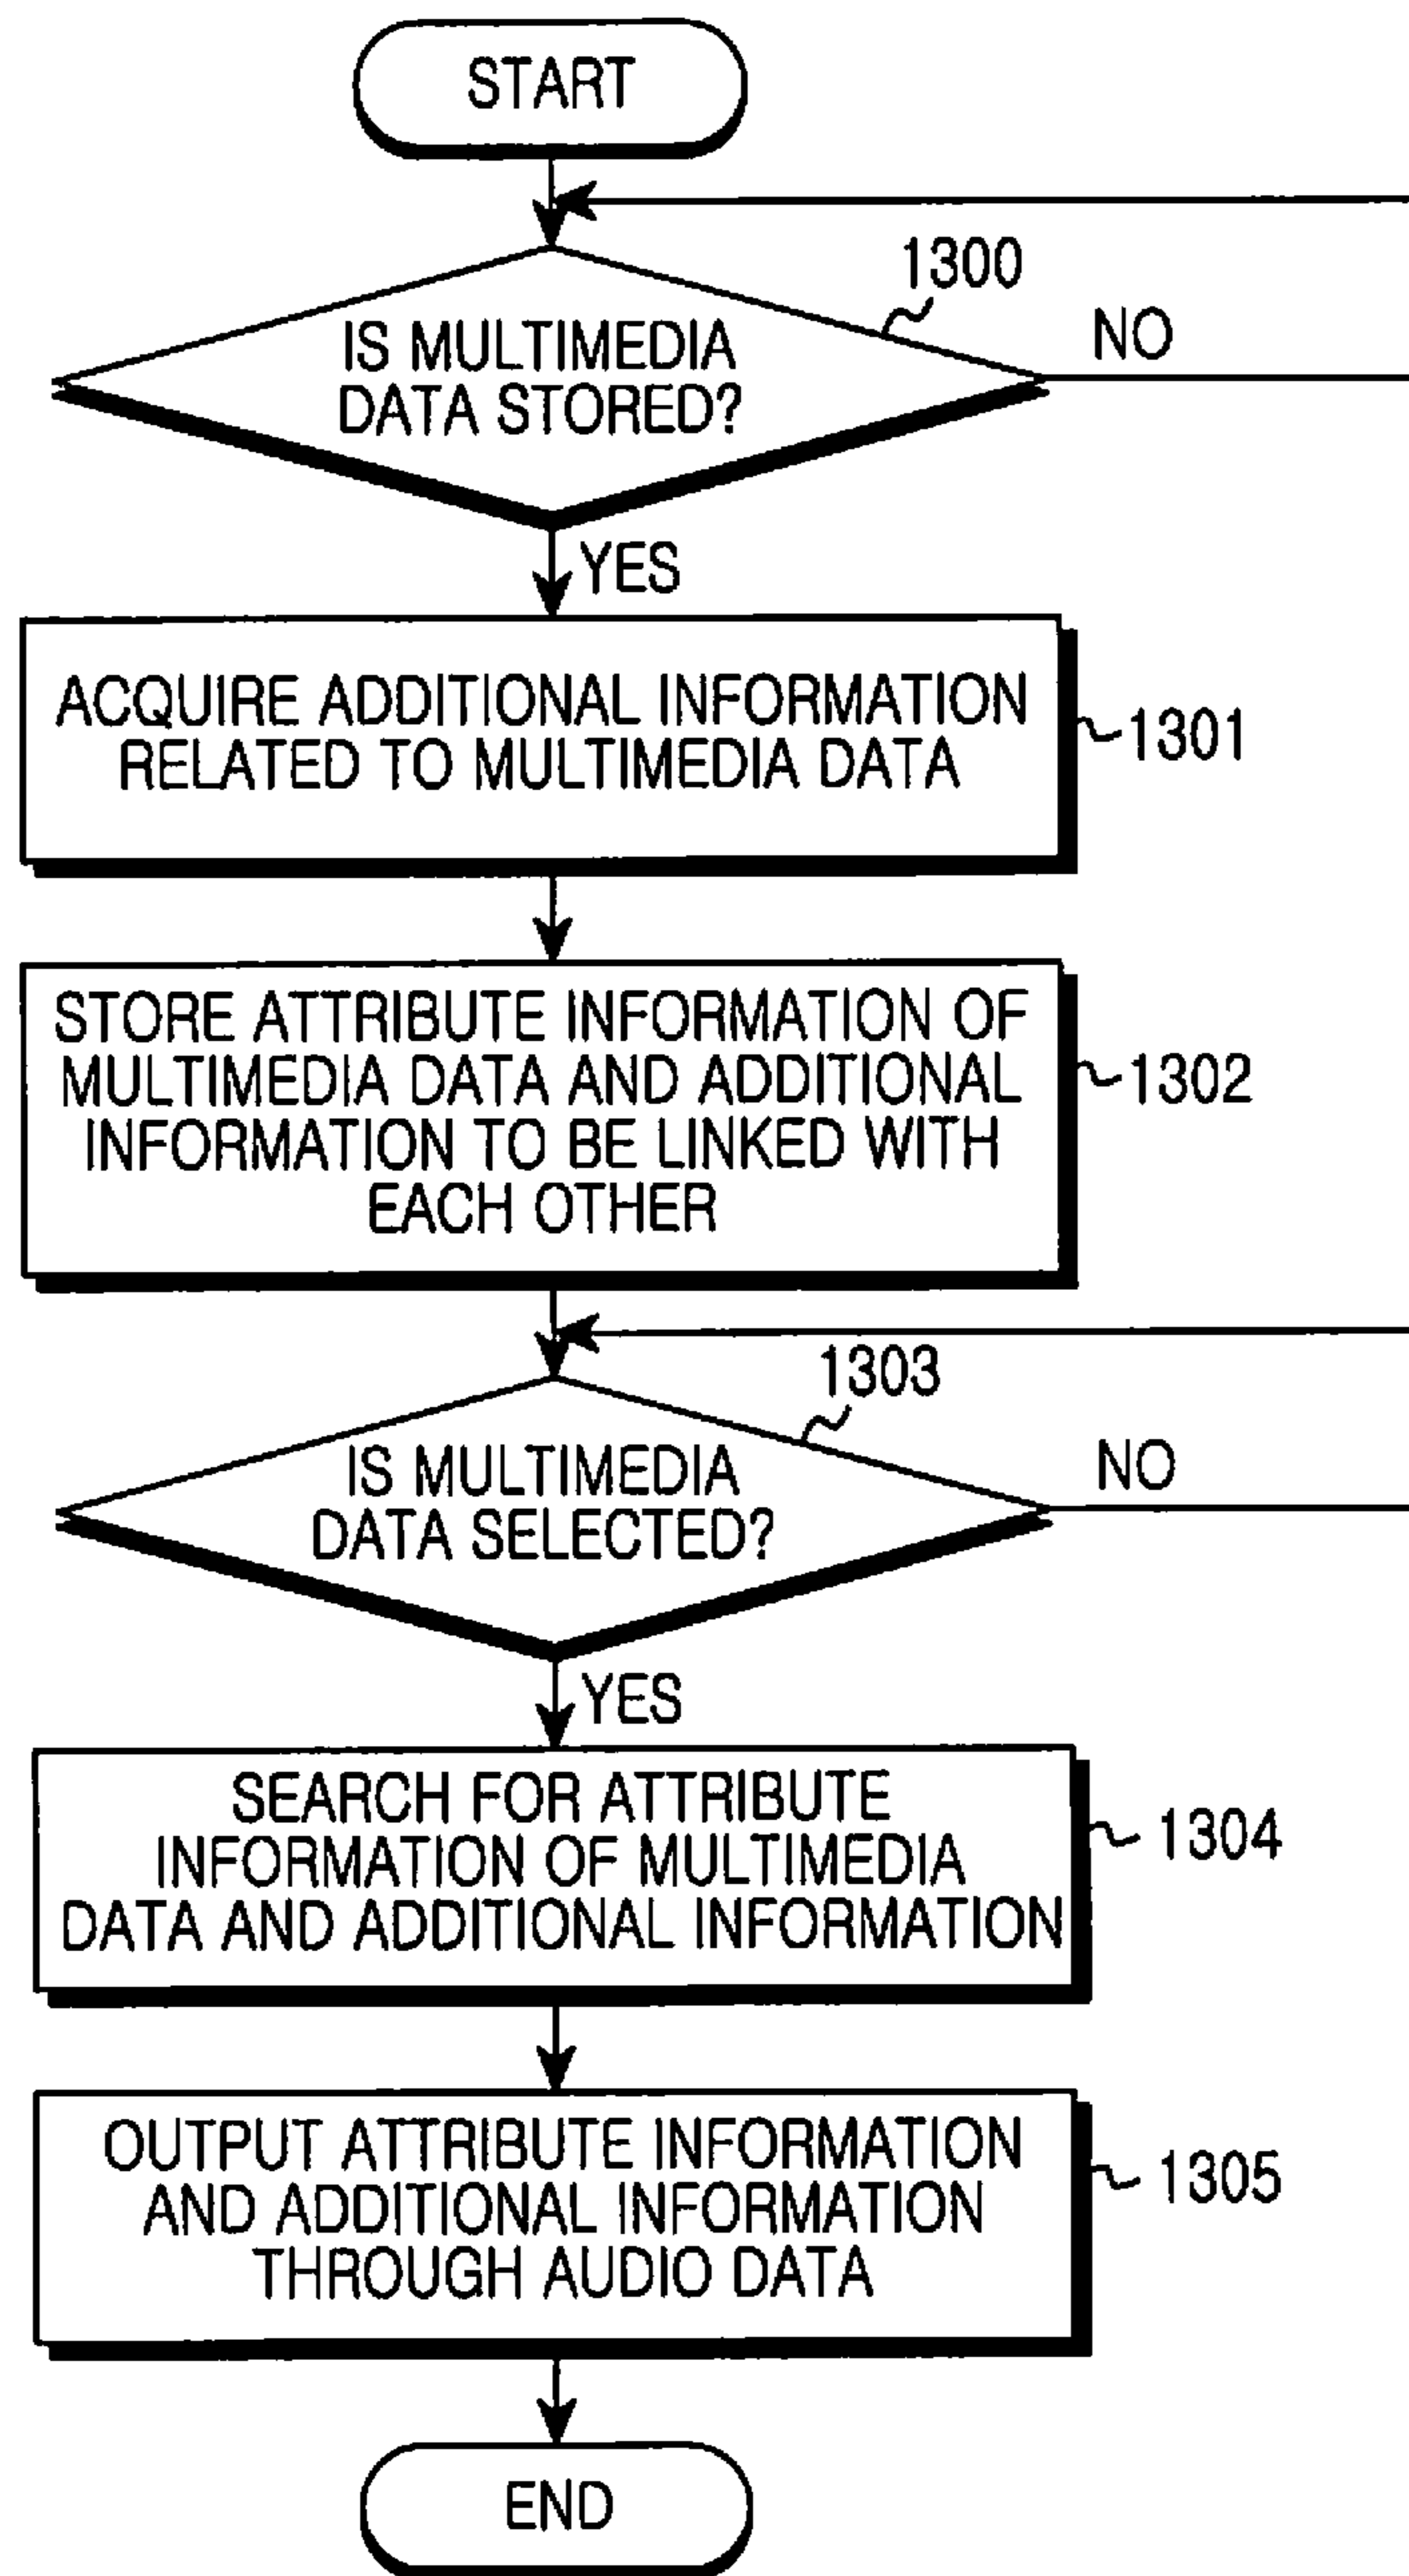 START
1300
IS MULTIMEDIA
DATA STORED?
NO
YES
ACQUIRE ADDITIONAL INFORMATION
RELATED TO MULTIMEDIA DATA
1301
STORE ATTRIBUTE INFORMATION OF
MULTIMEDIA DATA AND ADDITIONAL
INFORMATION TO BE LINKED WITH
EACH OTHER
1302
1303
IS MULTIMEDIA
DATA SELECTED?
NO
YES
SEARCH FOR ATTRIBUTE
INFORMATION OF MULTIMEDIA
DATA AND ADDITIONAL INFORMATION
1304
OUTPUT ATTRIBUTE INFORMATION
AND ADDITIONAL INFORMATION
THROUGH AUDIO DATA
1305
END